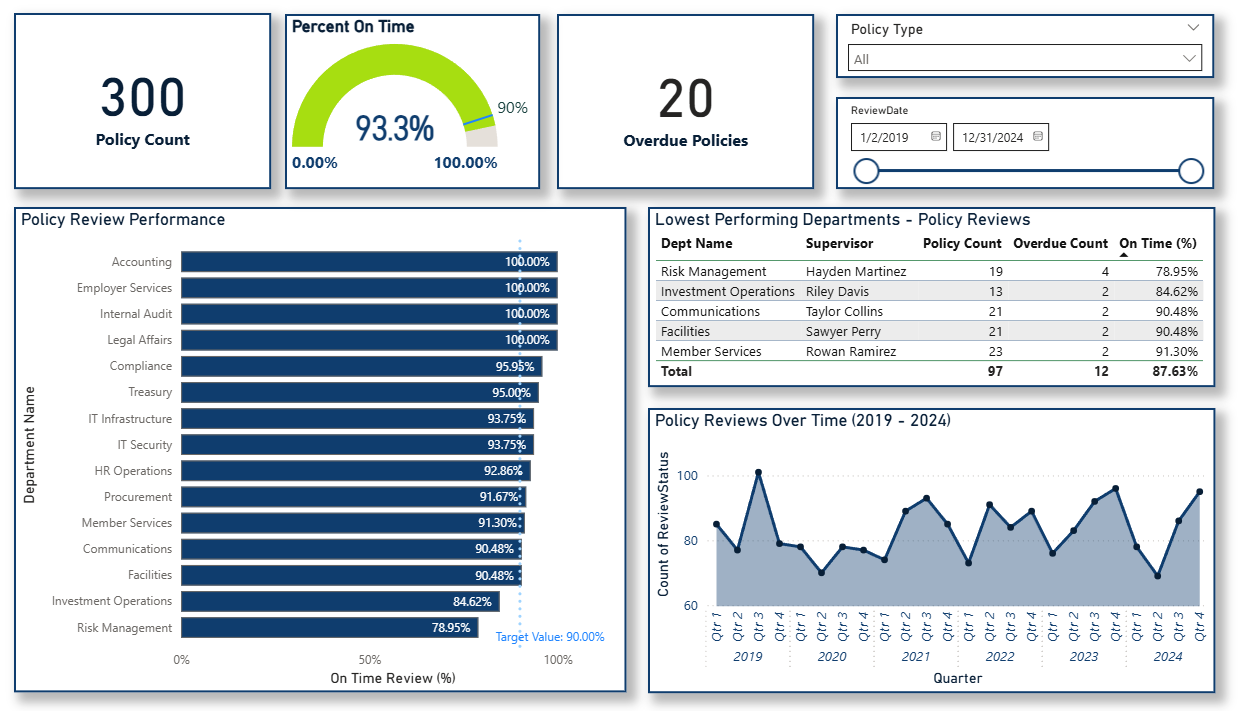 300
Policy Count
Percent On Time
90%
93.3%
0.00%
100.00%
20
Overdue Policies
Policy Type
All
ReviewDate
1/2/2019
12/31/2024
Policy Review Performance
Department Name
Accounting 100.00%
Employer Services 100.00%
Internal Audit 100.00%
Legal Affairs 100.00%
Compliance 95.95%
Treasury 95.00%
IT Infrastructure 93.75%
IT Security 93.75%
HR Operations 92.86%
Procurement 91.67%
Member Services 91.30%
Communications 90.48%
Facilities 90.48%
Investment Operations 84.62%
Risk Management 78.95%
Target Value: 90.00%
0% 50% 100%
On Time Review (%)
Lowest Performing Departments - Policy Reviews
Dept Name Supervisor Policy Count Overdue Count On Time (%)
Risk Management Hayden Martinez 19 4 78.95%
Investment Operations Riley Davis 13 2 84.62%
Communications Taylor Collins 21 2 90.48%
Facilities Sawyer Perry 21 2 90.48%
Member Services Rowan Ramirez 23 2 91.30%
Total 97 12 87.63%
Policy Reviews Over Time (2019 - 2024)
Count of ReviewStatus
100
80
60
Qtr 1 Qtr 2 Qtr 3 Qtr 4 Qtr 1 Qtr 2 Qtr 3 Qtr 4 Qtr 1 Qtr 2 Qtr 3 Qtr 4 Qtr 1 Qtr 2 Qtr 3 Qtr 4 Qtr 1 Qtr 2 Qtr 3 Qtr 4 Qtr 1 Qtr 2 Qtr 3 Qtr 4
2019 2020 2021 2022 2023 2024
Quarter